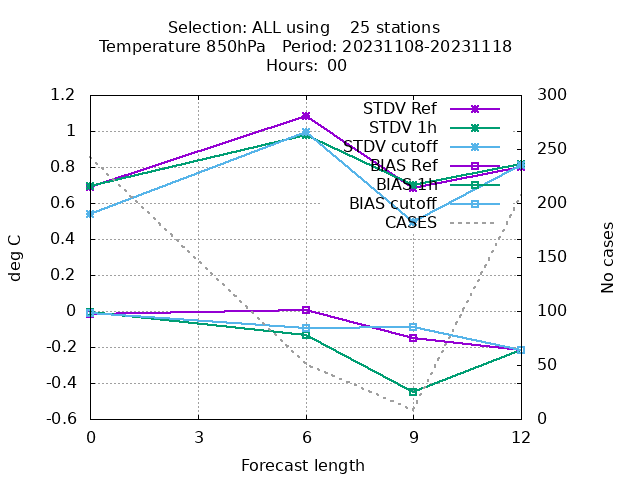 Selection: ALL using    25 stations
Temperature 850hPa   Period: 20231108-20231118
Hours: 00
STDV Ref
STDV 1h
STDV cutoff
BIAS Ref
BIAS 1h
BIAS cutoff
CASES
1.2
1
0.8
0.6
0.4
0.2
0
-0.2
-0.4
-0.6
300
250
200
150
100
50
0
0 3 6 9 12
deg C
No cases
Forecast length